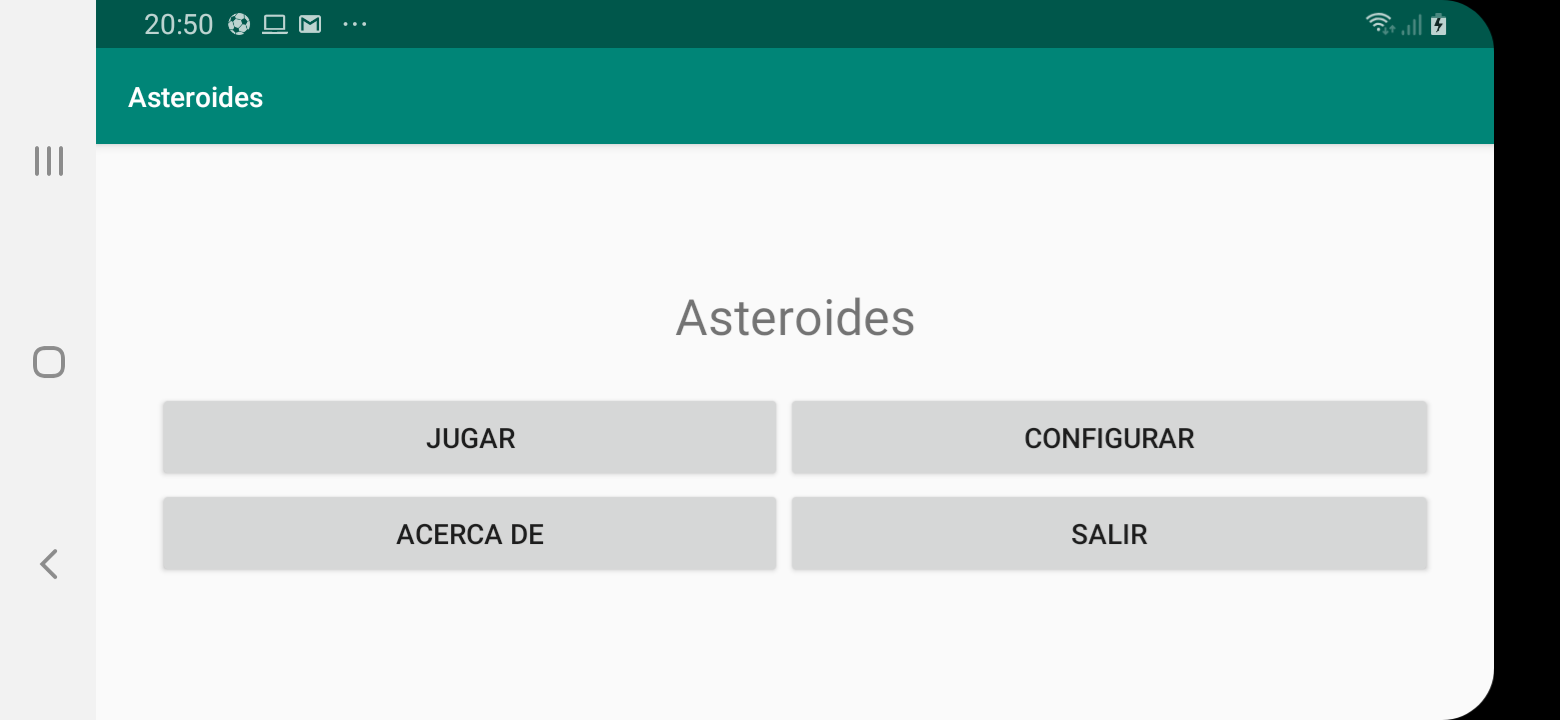 20:50
Asteroides
Asteroides
JUGAR CONFIGURAR
ACERCA DE SALIR